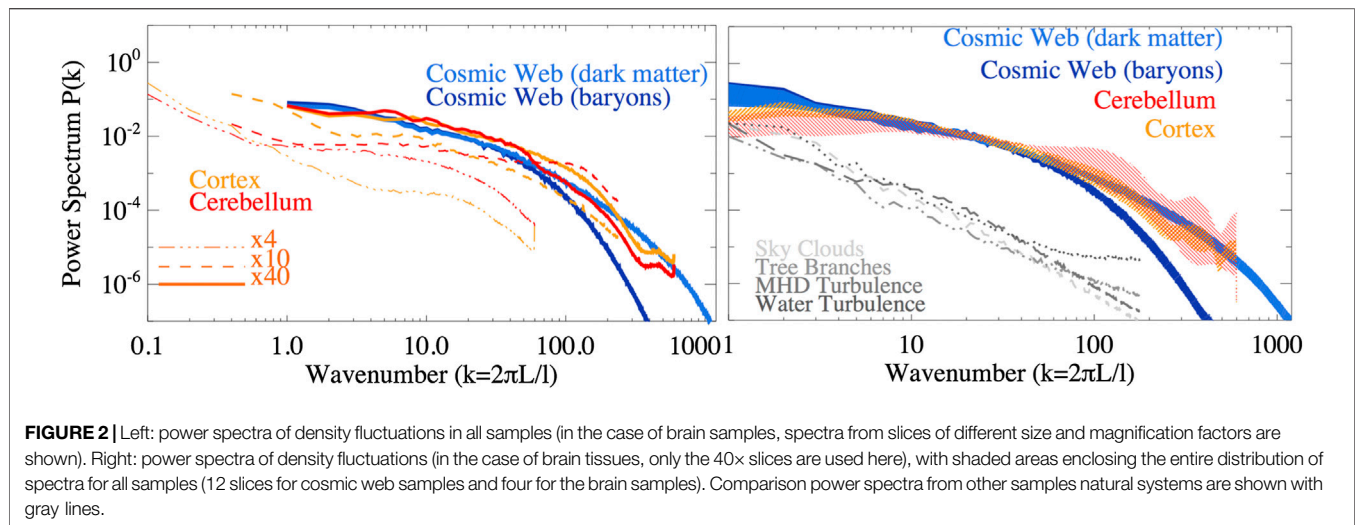 Power Spectrum P(k)
10^0
10^-2
10^-4
10^-6
Cosmic Web (dark matter)
Cosmic Web (baryons)
Cortex
Cerebellum
x4
x10
x40
0.1
1.0
10.0
100.0
1000.0
Wavenumber (k=2πL/l)
Cosmic Web (dark matter)
Cosmic Web (baryons)
Cerebellum
Cortex
Sky Clouds
Tree Branches
MHD Turbulence
Water Turbulence
1
10
100
1000
Wavenumber (k=2πL/l)
FIGURE 2 | Left: power spectra of density fluctuations in all samples (in the case of brain samples, spectra from slices of different size and magnification factors are
shown). Right: power spectra of density fluctuations (in the case of brain tissues, only the 40× slices are used here), with shaded areas enclosing the entire distribution of
spectra for all samples (12 slices for cosmic web samples and four for the brain samples). Comparison power spectra from other samples natural systems are shown with
gray lines.